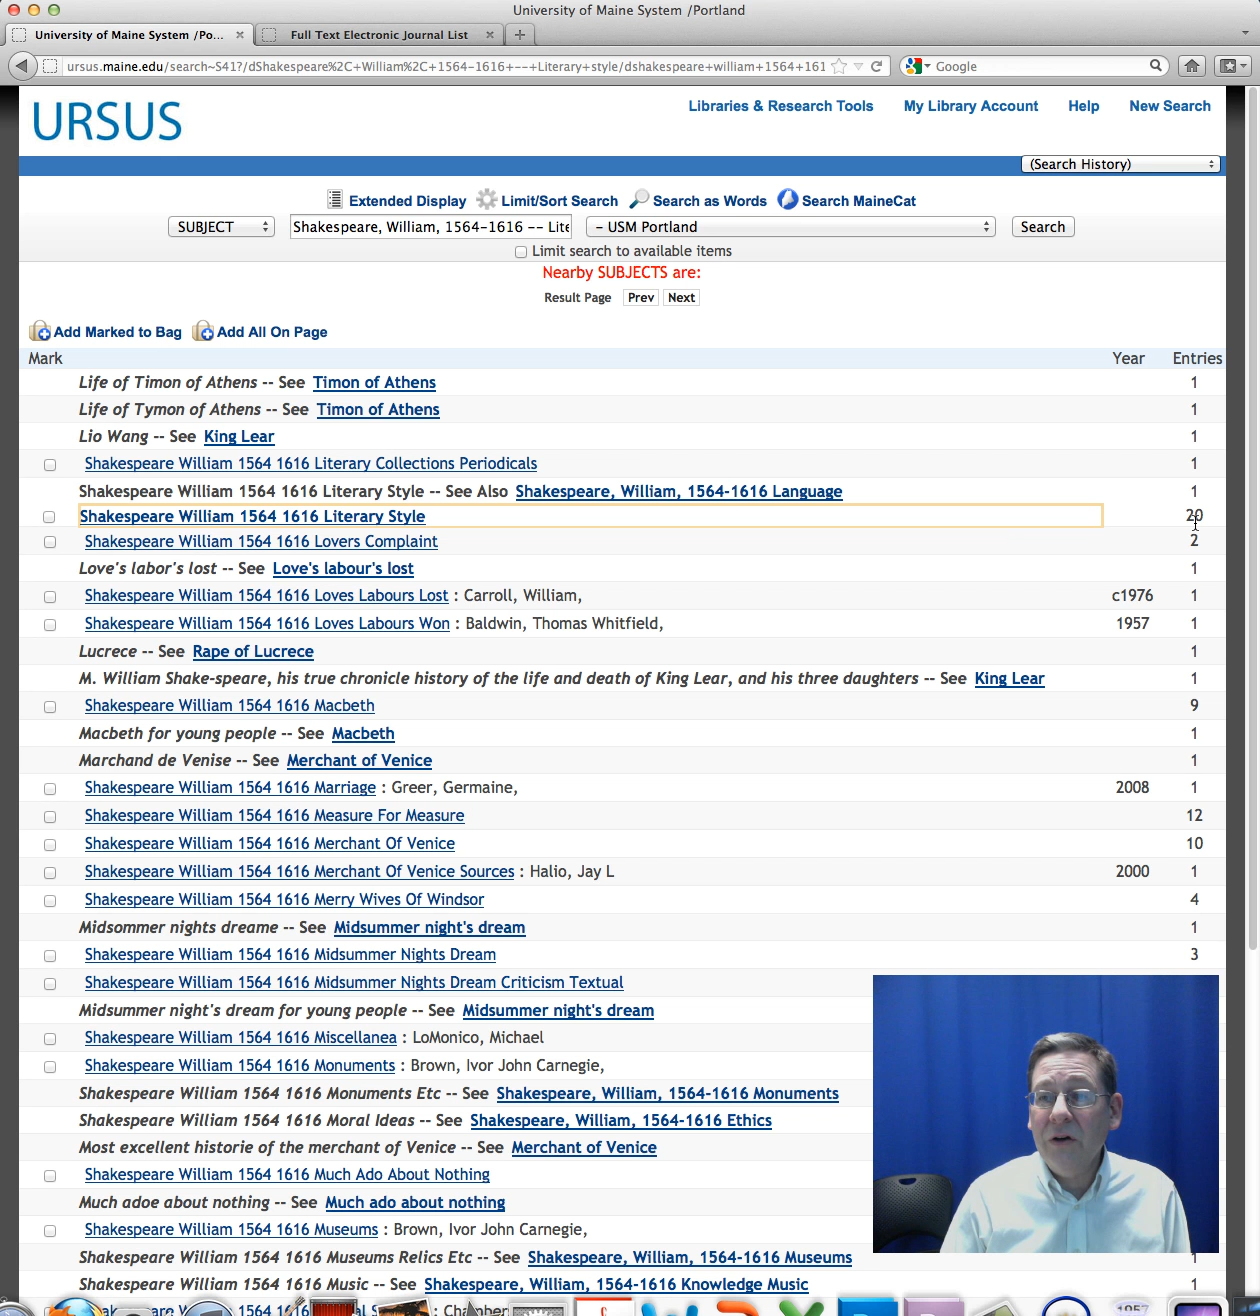 University of Maine System /Portland
University of Maine System /Po...
Full Text Electronic Journal List
ursus.maine.edu/search~S41?/dShakespeare%2C+William%2C+1564-1616+--+Literary+style/dshakespeare+william+1564+161
Google
URSUS
Libraries & Research Tools My Library Account Help New Search
(Search History)
Extended Display Limit/Sort Search Search as Words Search MaineCat
SUBJECT Shakespeare, William, 1564-1616 -- Lite – USM Portland Search
Limit search to available items
Nearby SUBJECTS are:
Result Page Prev Next
Add Marked to Bag Add All On Page
Mark Year Entries
Life of Timon of Athens -- See Timon of Athens 1
Life of Tymon of Athens -- See Timon of Athens 1
Lio Wang -- See King Lear 1
Shakespeare William 1564 1616 Literary Collections Periodicals 1
Shakespeare William 1564 1616 Literary Style -- See Also Shakespeare, William, 1564-1616 Language 1
Shakespeare William 1564 1616 Literary Style 20
Shakespeare William 1564 1616 Lovers Complaint 2
Love's labor's lost -- See Love's labour's lost 1
Shakespeare William 1564 1616 Loves Labours Lost : Carroll, William, c1976 1
Shakespeare William 1564 1616 Loves Labours Won : Baldwin, Thomas Whitfield, 1957 1
Lucrece -- See Rape of Lucrece 1
M. William Shake-speare, his true chronicle history of the life and death of King Lear, and his three daughters -- See King Lear 1
Shakespeare William 1564 1616 Macbeth 9
Macbeth for young people -- See Macbeth 1
Marchand de Venise -- See Merchant of Venice 1
Shakespeare William 1564 1616 Marriage : Greer, Germaine, 2008 1
Shakespeare William 1564 1616 Measure For Measure 12
Shakespeare William 1564 1616 Merchant Of Venice 10
Shakespeare William 1564 1616 Merchant Of Venice Sources : Halio, Jay L 2000 1
Shakespeare William 1564 1616 Merry Wives Of Windsor 4
Midsommer nights dreame -- See Midsummer night's dream 1
Shakespeare William 1564 1616 Midsummer Nights Dream 3
Shakespeare William 1564 1616 Midsummer Nights Dream Criticism Textual
Midsummer night's dream for young people -- See Midsummer night's dream
Shakespeare William 1564 1616 Miscellanea : LoMonico, Michael
Shakespeare William 1564 1616 Monuments : Brown, Ivor John Carnegie,
Shakespeare William 1564 1616 Monuments Etc -- See Shakespeare, William, 1564-1616 Monuments
Shakespeare William 1564 1616 Moral Ideas -- See Shakespeare, William, 1564-1616 Ethics
Most excellent historie of the merchant of Venice -- See Merchant of Venice
Shakespeare William 1564 1616 Much Ado About Nothing
Much adoe about nothing -- See Much ado about nothing
Shakespeare William 1564 1616 Museums : Brown, Ivor John Carnegie,
Shakespeare William 1564 1616 Museums Relics Etc -- See Shakespeare, William, 1564-1616 Museums 1
Shakespeare William 1564 1616 Music -- See Shakespeare, William, 1564-1616 Knowledge Music 1
1957